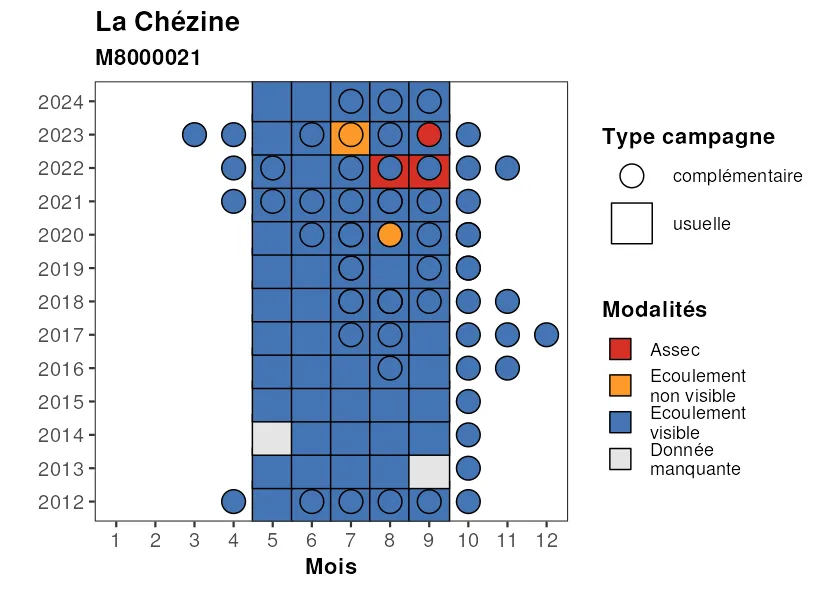 La Chézine
M8000021
2024
2023
2022
2021
2020
2019
2018
2017
2016
2015
2014
2013
2012
1 2 3 4 5 6 7 8 9 10 11 12
Mois
Type campagne
complémentaire
usuelle
Modalités
Assec
Ecoulement
non visible
Ecoulement
visible
Donnée
manquante